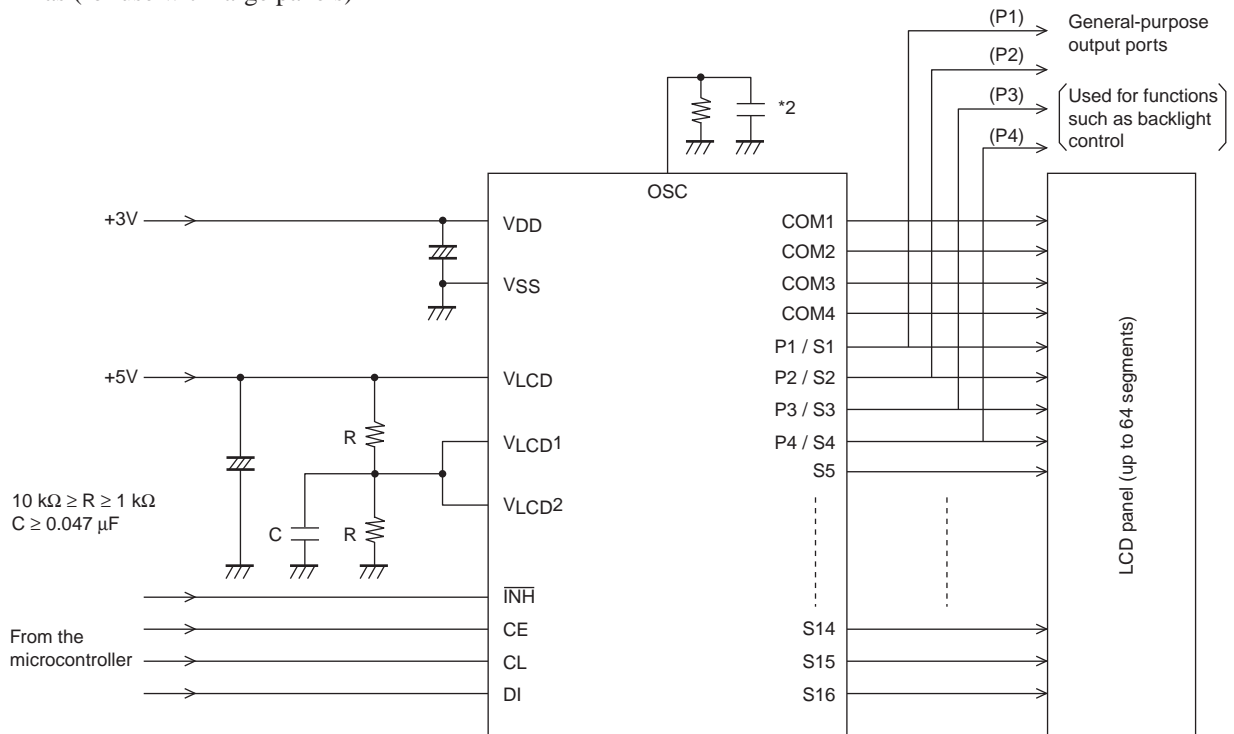 (P1)
General-purpose
output ports
(P2)
(P3)
Used for functions
such as backlight
control
(P4)
*2
OSC
+3V
VDD
COM1
COM2
VSS
COM3
COM4
P1 / S1
+5V
VLCD
P2 / S2
P3 / S3
R
VLCD1
P4 / S4
S5
10 kΩ ≥ R ≥ 1 kΩ
C ≥ 0.047 μF
VLCD2
C
R
LCD panel (up to 64 segments)
INH
From the
microcontroller
CE
S14
CL
S15
DI
S16